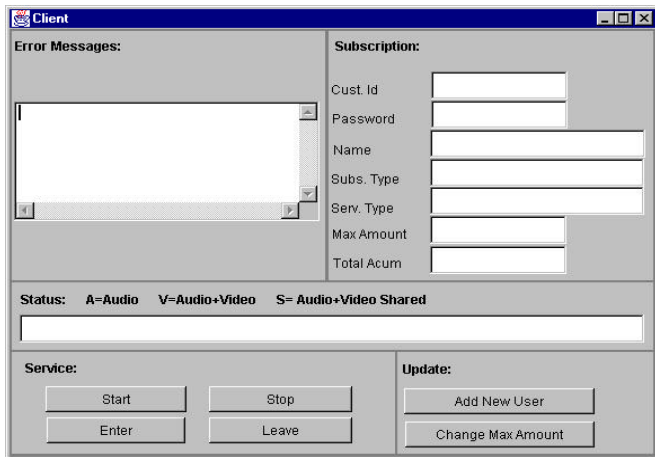 Client
Error Messages:
Subscription:
Cust. Id
Password
Name
Subs. Type
Serv. Type
Max Amount
Total Acum
Status: A=Audio V=Audio+Video S= Audio+Video Shared
Service:
Start Stop
Enter Leave
Update:
Add New User
Change Max Amount